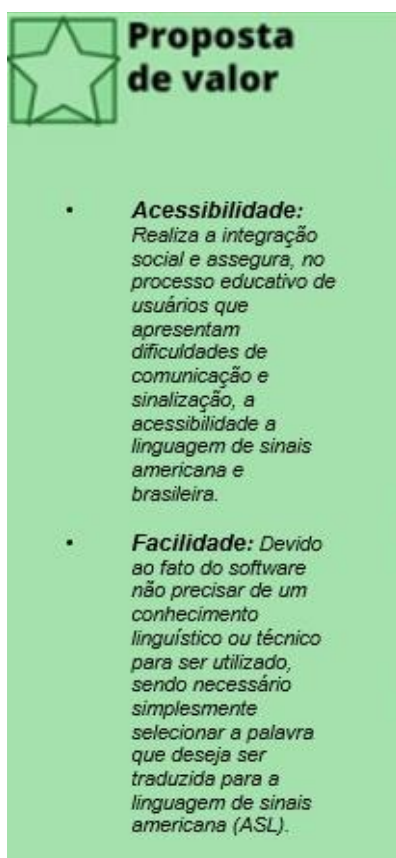 Proposta
de valor
• Acessibilidade:
Realiza a integração
social e assegura, no
processo educativo de
usuários que
apresentam
dificuldades de
comunicação e
sinalização, a
acessibilidade a
linguagem de sinais
americana e
brasileira.
• Facilidade: Devido
ao fato do software
não precisar de um
conhecimento
linguístico ou técnico
para ser utilizado,
sendo necessário
simplesmente
selecionar a palavra
que deseja ser
traduzida para a
linguagem de sinais
americana (ASL).